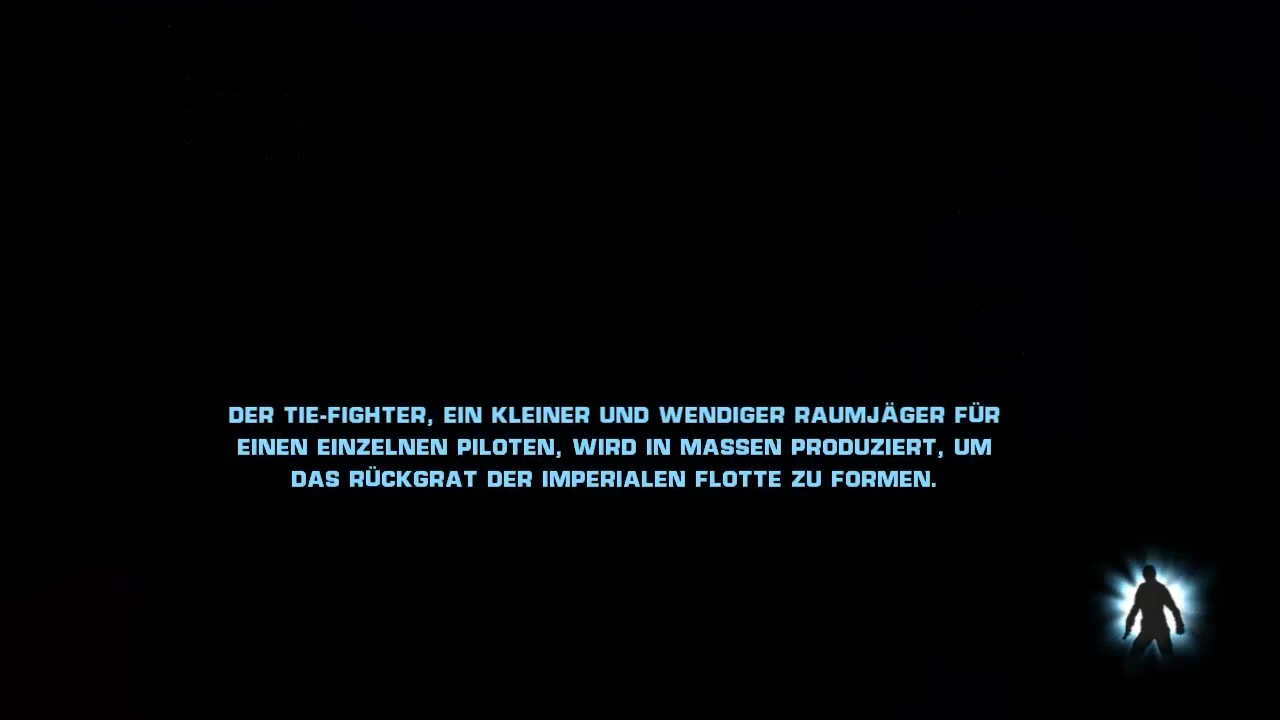 DER TIE-FIGHTER, EIN KLEINER UND WENDIGER RAUMJÄGER FÜR
EINEN EINZELNEN PILOTEN, WIRD IN MASSEN PRODUZIERT, UM
DAS RÜCKGRAT DER IMPERIALEN FLOTTE ZU FORMEN.